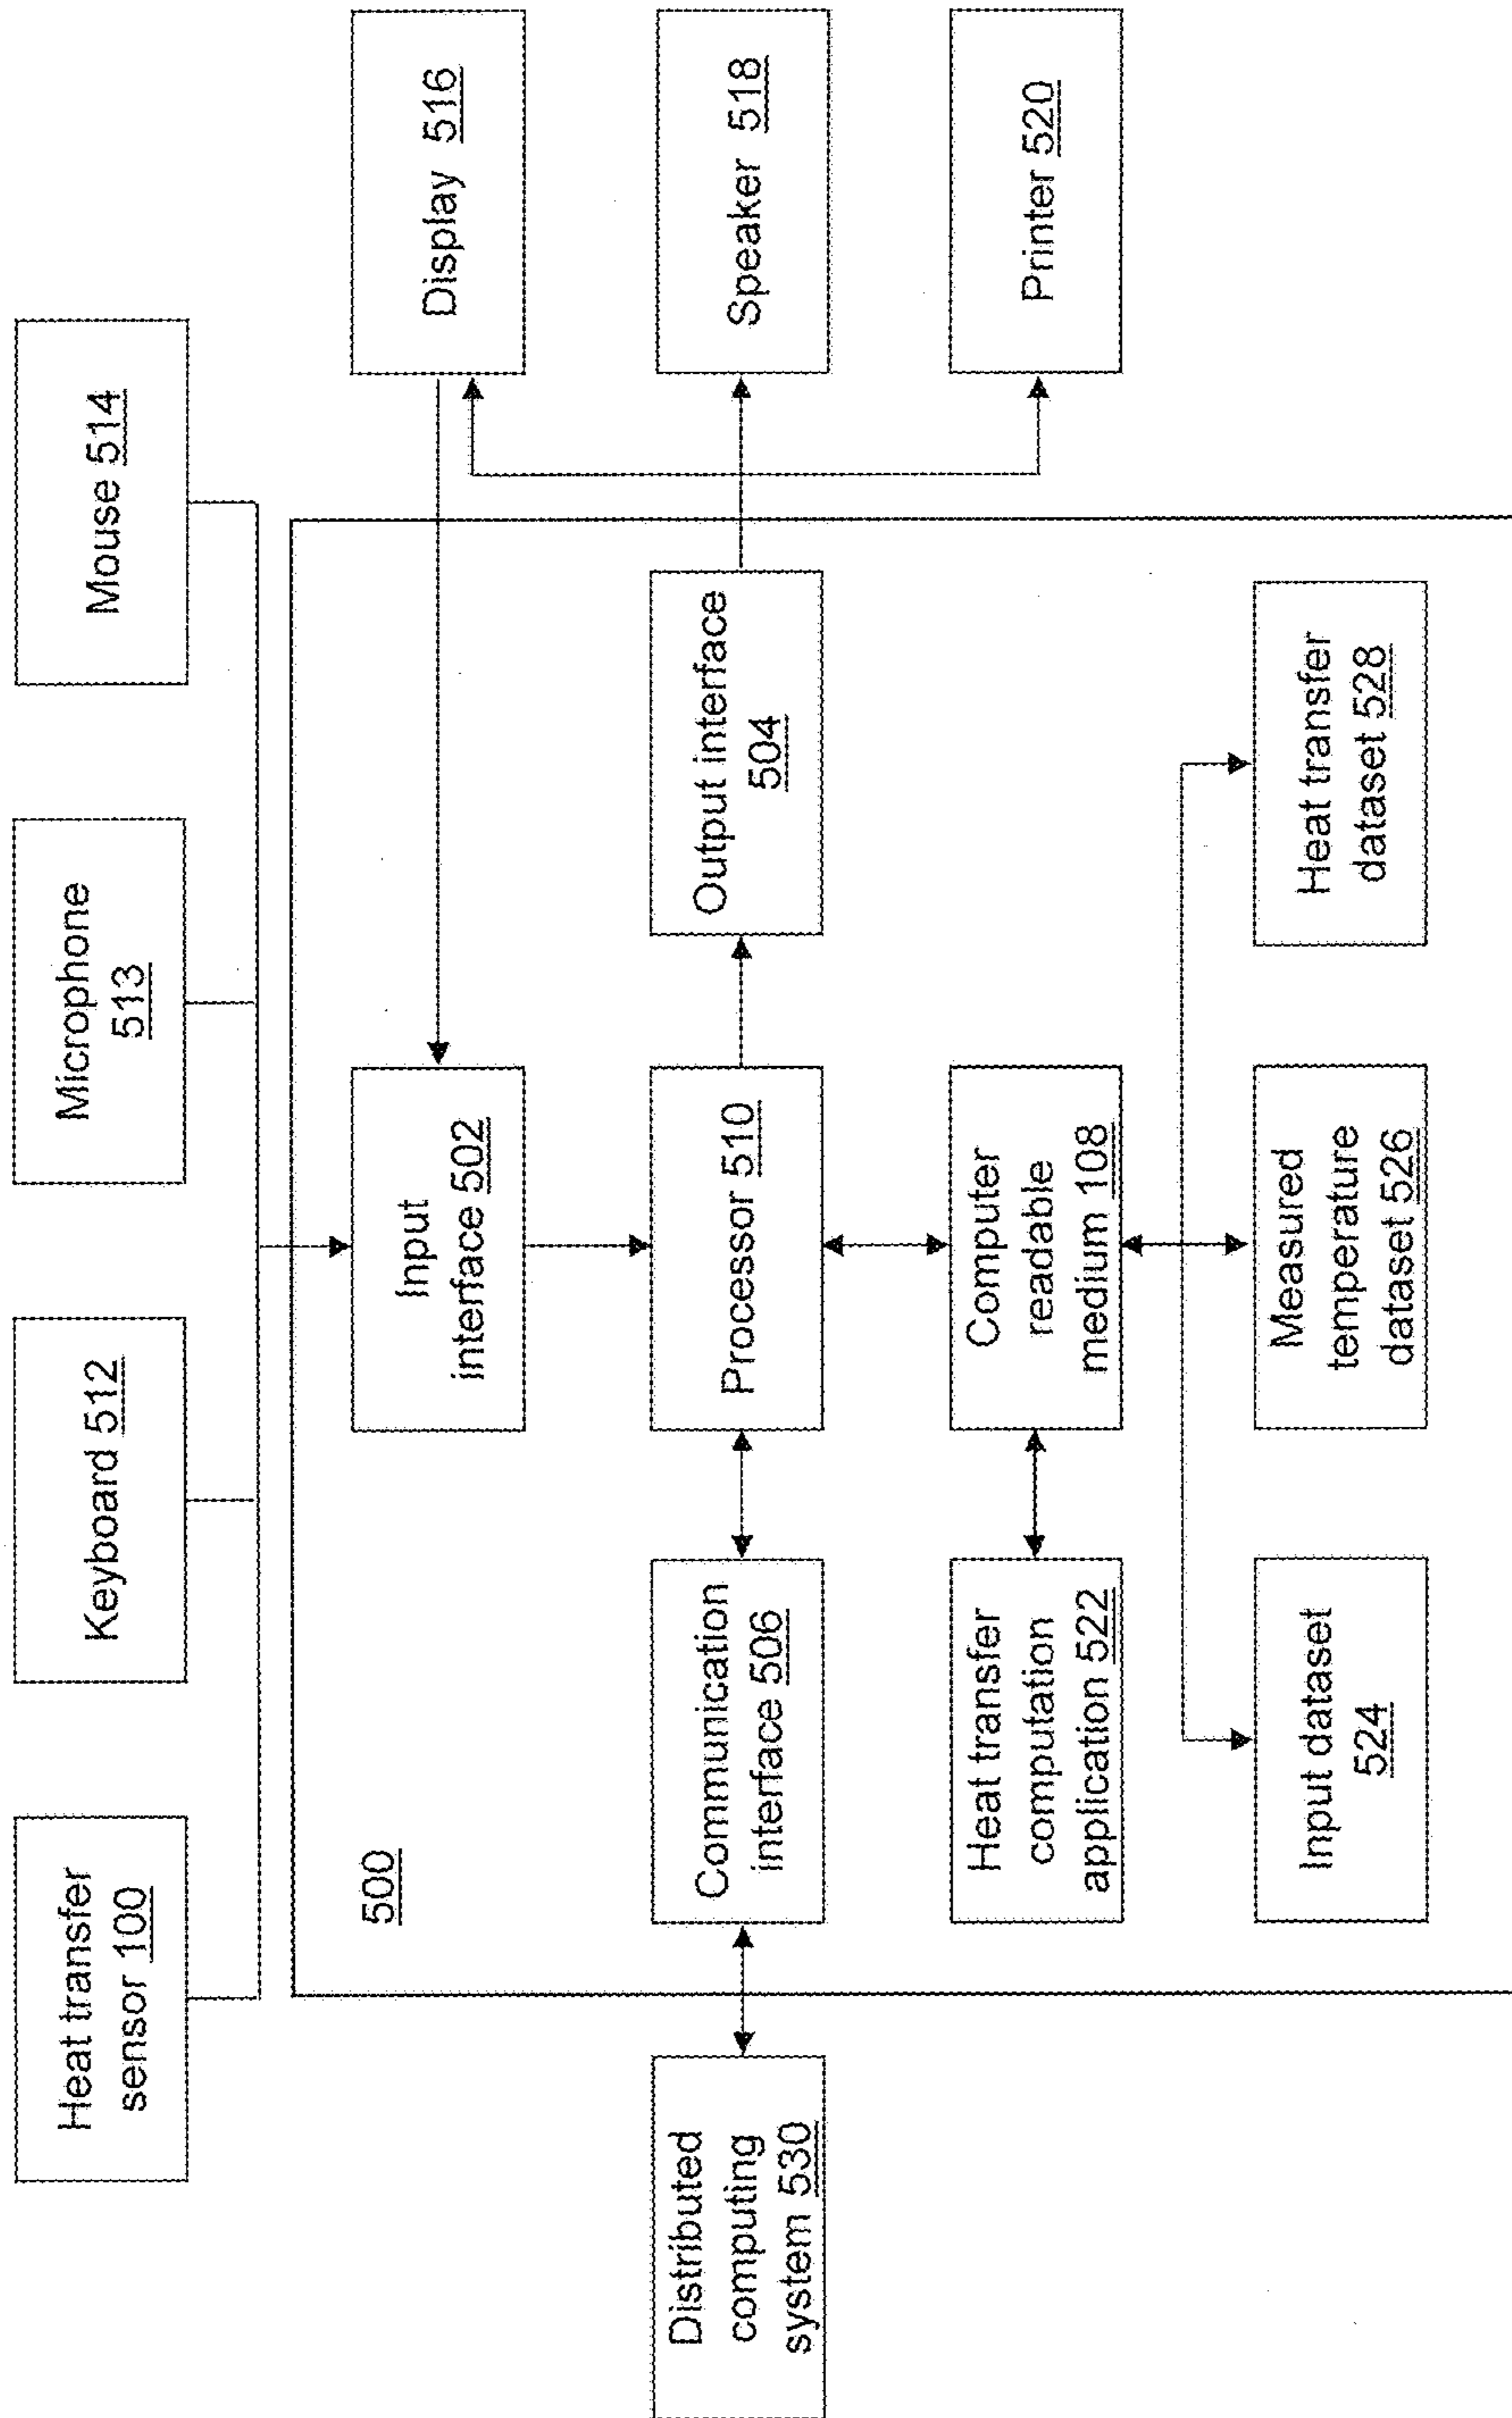 Heat transfer
sensor 100
Keyboard 512
Microphone
513
Mouse 514
500
Input
interface 502
Display 516
Distributed
computing
system 530
Communication
interface 506
Processor 510
Output interface
504
Speaker 518
Heat transfer
computation
application 522
Computer
readable
medium 108
Printer 520
Input dataset
524
Measured
temperature
dataset 526
Heat transfer
dataset 528